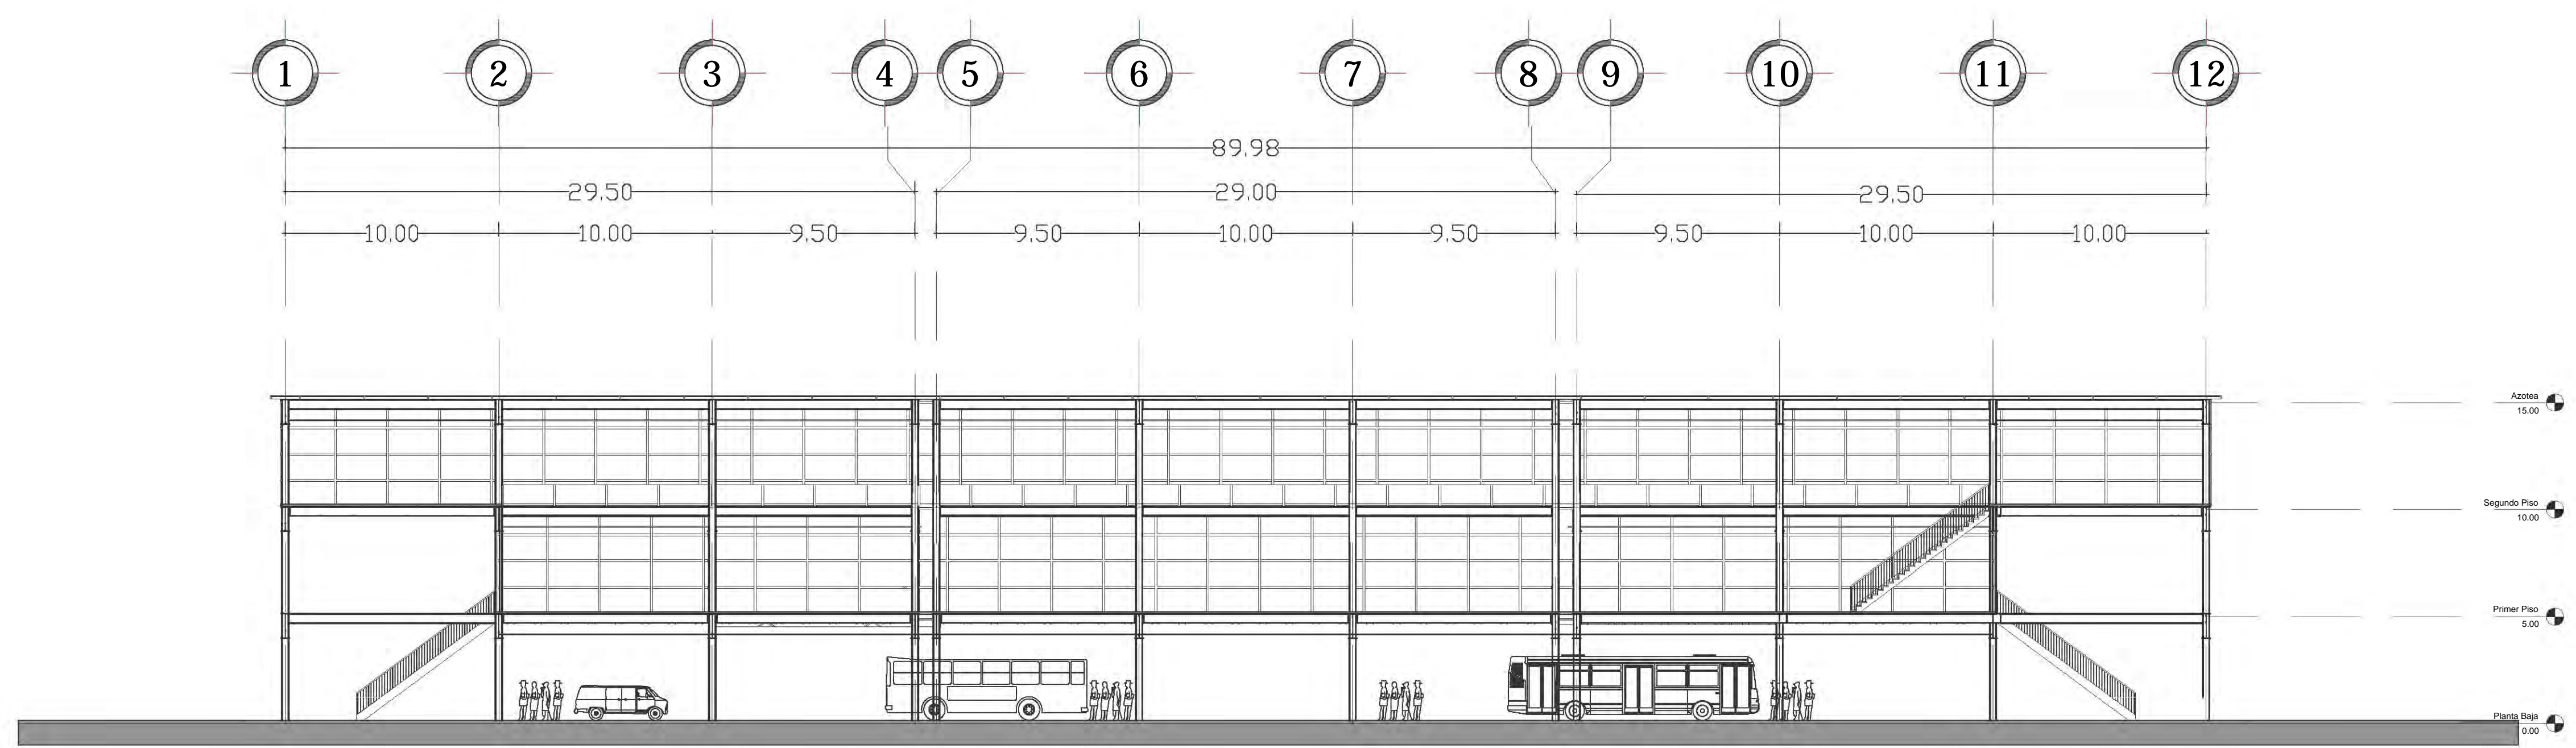 1 2 3 4 5 6 7 8 9 10 11 12
89,98
29,50 29,00 29,50
10,00 10,00 9,50 9,50 10,00 9,50 9,50 10,00 10,00
Azotea
15.00
Segundo Piso
10.00
Primer Piso
5.00
Planta Baja
0.00